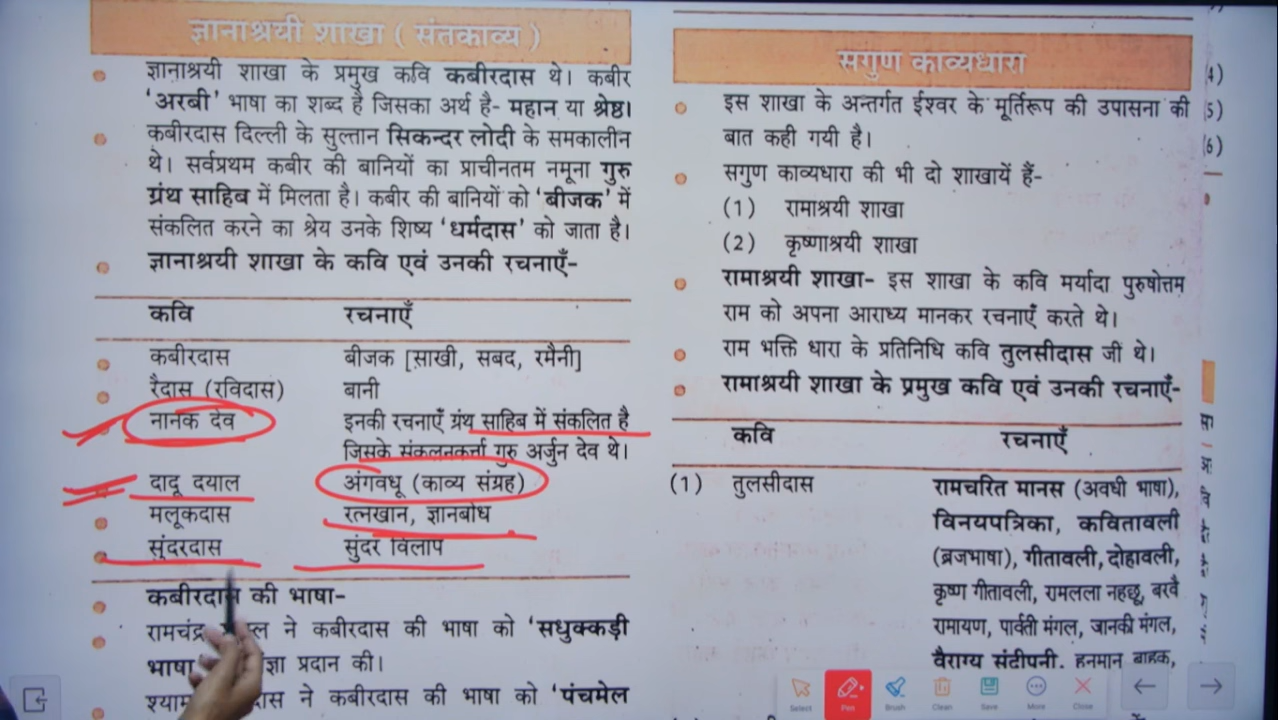 ज्ञानाश्रयी शाखा ( संतकाव्य )
ज्ञानाश्रयी शाखा के प्रमुख कवि कबीरदास थे। कबीर
'अरबी' भाषा का शब्द है जिसका अर्थ है- महान या श्रेष्ठ।
कबीरदास दिल्ली के सुल्तान सिकन्दर लोदी के समकालीन
थे। सर्वप्रथम कबीर की बानियों का प्राचीनतम नमूना गुरु
ग्रंथ साहिब में मिलता है। कबीर की बानियों को 'बीजक' में
संकलित करने का श्रेय उनके शिष्य 'धर्मदास' को जाता है।
ज्ञानाश्रयी शाखा के कवि एवं उनकी रचनाएँ-
कवि रचनाएँ
कबीरदास बीजक [साखी, सबद, रमैनी]
रैदास (रविदास) बानी
नानक देव इनकी रचनाएँ ग्रंथ साहिब में संकलित है
जिसके संकलनकर्त्ता गुरु अर्जुन देव थे।
दादू दयाल अंगवधू (काव्य संग्रह)
मलूकदास रत्नखान, ज्ञानबोध
सुंदरदास सुंदर विलाप
कबीरदास की भाषा-
रामचंद्र ने कबीरदास की भाषा को 'सधुक्कड़ी
भाषा प्रदान की।
ने कबीरदास की भाषा को 'पंचमेल
सगुण काव्यधारा
इस शाखा के अन्तर्गत ईश्वर के मूर्तिरूप की उपासना की
बात कही गयी है।
सगुण काव्यधारा की भी दो शाखायें हैं-
(1) रामाश्रयी शाखा
(2) कृष्णाश्रयी शाखा
रामाश्रयी शाखा- इस शाखा के कवि मर्यादा पुरुषोत्तम
राम को अपना आराध्य मानकर रचनाएँ करते थे।
राम भक्ति धारा के प्रतिनिधि कवि तुलसीदास जी थे।
रामाश्रयी शाखा के प्रमुख कवि एवं उनकी रचनाएँ-
कवि रचनाएँ
(1) तुलसीदास रामचरित मानस (अवधी भाषा),
विनयपत्रिका, कवितावली
(ब्रजभाषा), गीतावली, दोहावली,
कृष्ण गीतावली, रामलला नहछू, बरवै
रामायण, पार्वती मंगल, जानकी मंगल,
वैराग्य संदीपनी, हनुमान बाहुक,
4)
(5)
(6)
Select Pen Brush Clean Save More Close